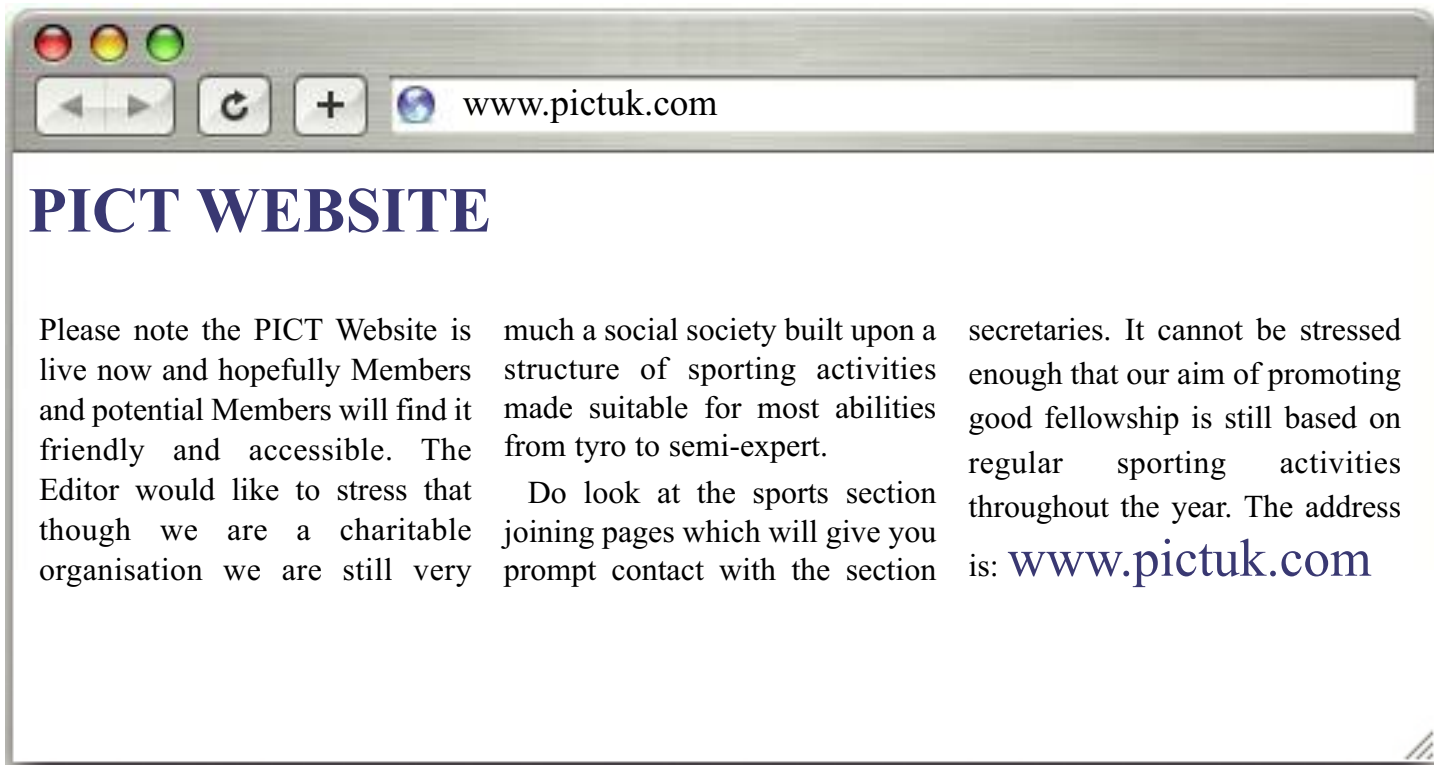 www.pictuk.com
PICT WEBSITE
Please note the PICT Website is
live now and hopefully Members
and potential Members will find it
friendly and accessible. The
Editor would like to stress that
though we are a charitable
organisation we are still very
much a social society built upon a
structure of sporting activities
made suitable for most abilities
from tyro to semi-expert.
Do look at the sports section
joining pages which will give you
prompt contact with the section
secretaries. It cannot be stressed
enough that our aim of promoting
good fellowship is still based on
regular sporting activities
throughout the year. The address
is: www.pictuk.com